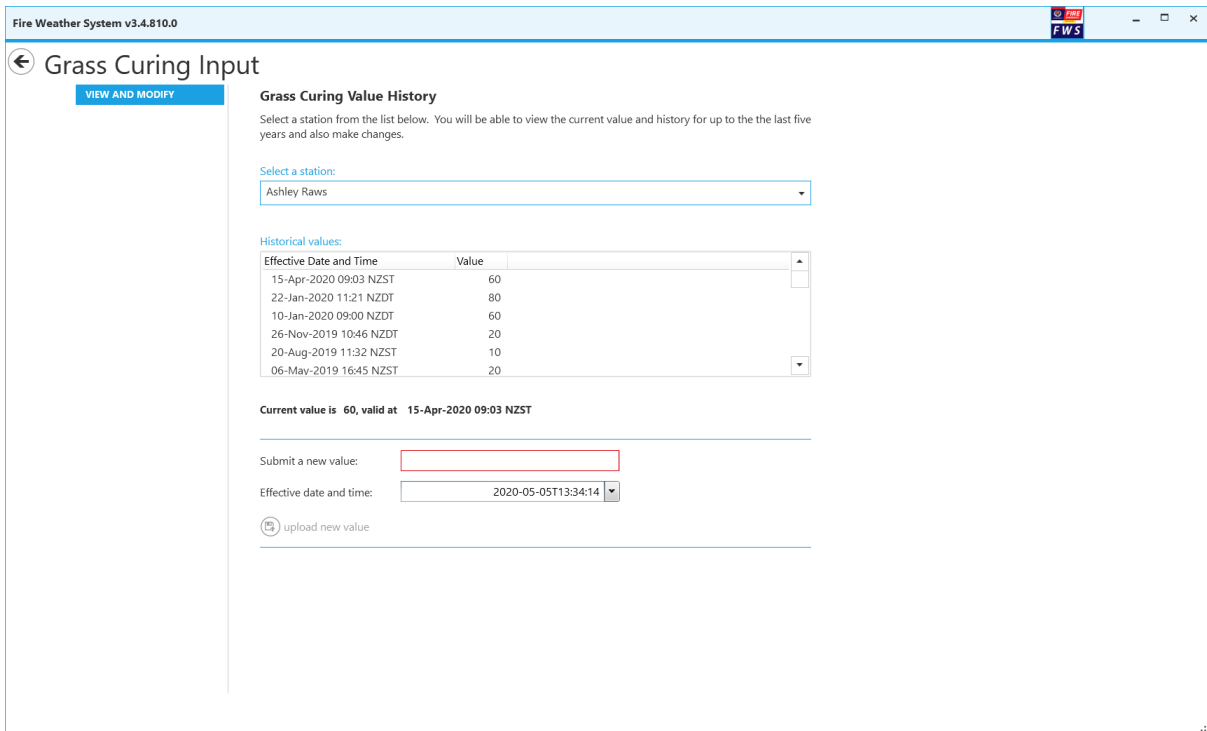 Fire Weather System v3.4.810.0
FIRE
FWS
Grass Curing Input
VIEW AND MODIFY
Grass Curing Value History
Select a station from the list below.  You will be able to view the current value and history for up to the the last five
years and also make changes.
Select a station:
Ashley Raws
Historical values:
Effective Date and Time Value
15-Apr-2020 09:03 NZST 60
22-Jan-2020 11:21 NZDT 80
10-Jan-2020 09:00 NZDT 60
26-Nov-2019 10:46 NZDT 20
20-Aug-2019 11:32 NZST 10
06-May-2019 16:45 NZST 20
Current value is  60, valid at   15-Apr-2020 09:03 NZST
Submit a new value:
Effective date and time: 2020-05-05T13:34:14
upload new value